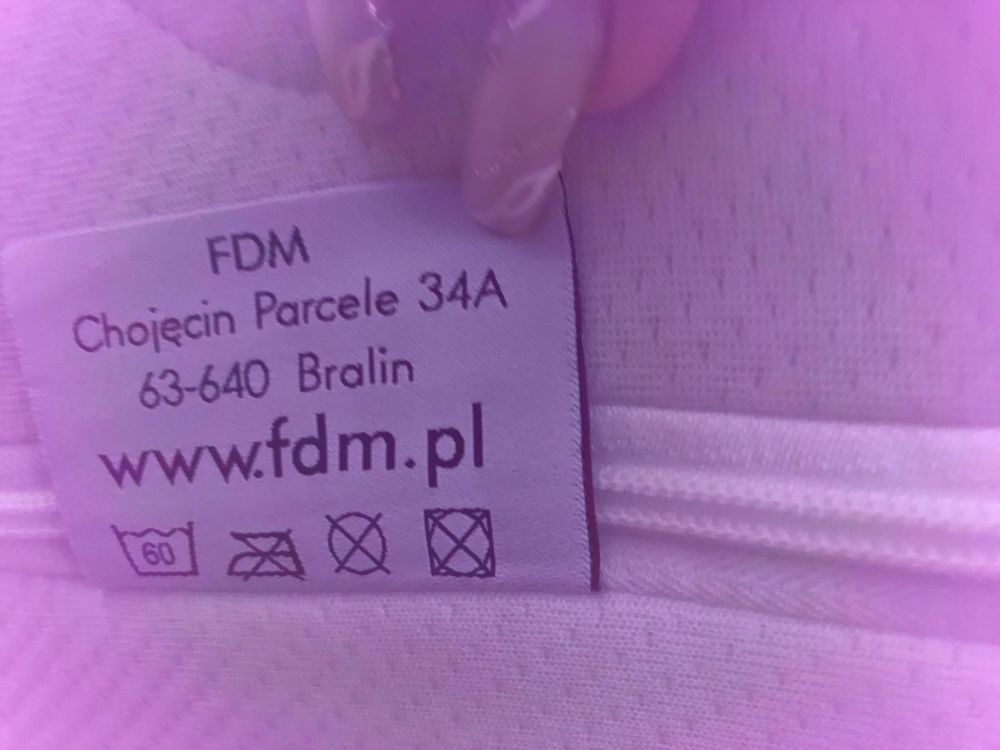 FDM
Chojęcin Parcele 34A
63-640 Bralin
www.fdm.pl
60